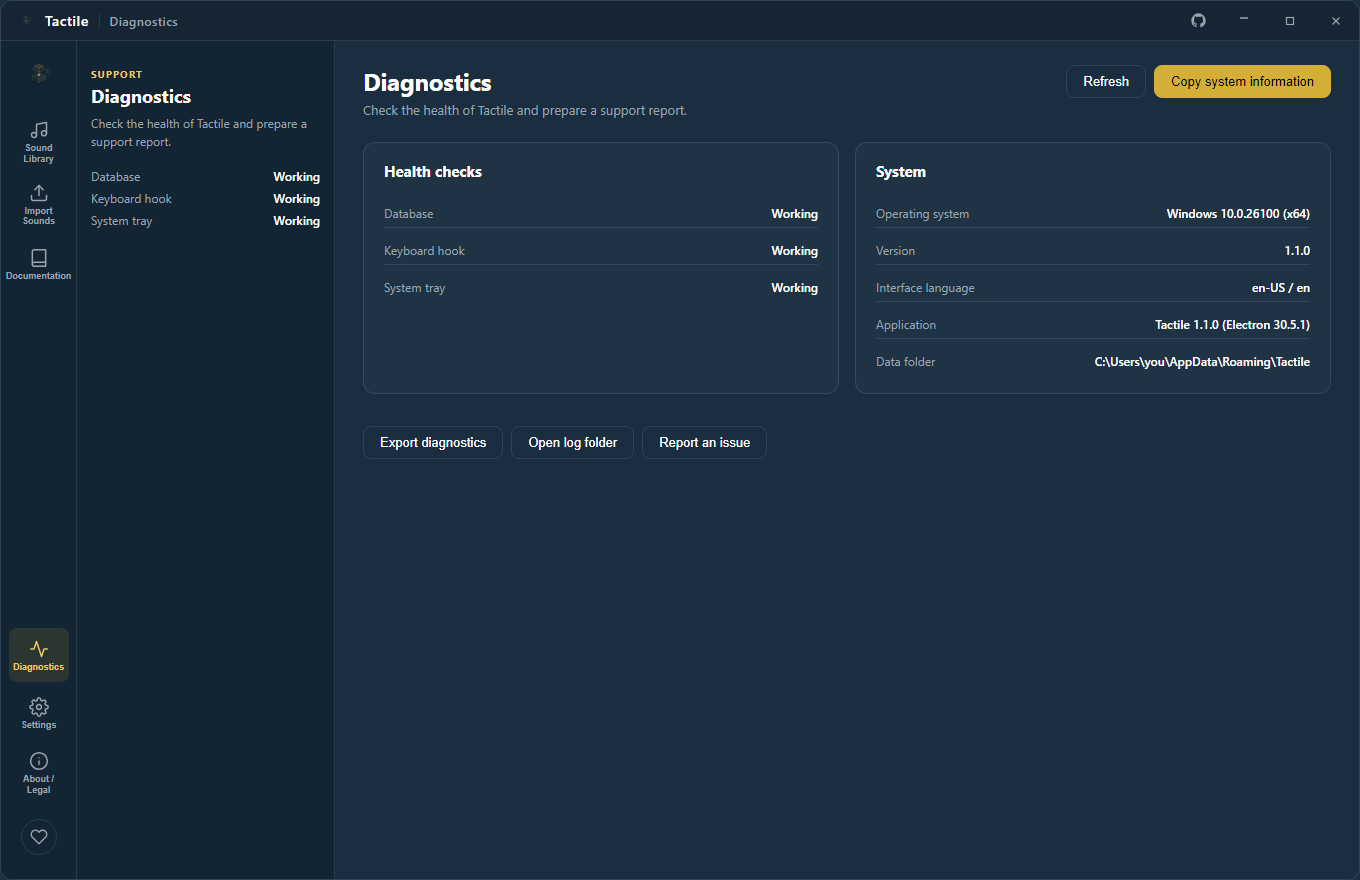 Tactile
Diagnostics
Sound
Library
Import
Sounds
Documentation
Diagnostics
Settings
About /
Legal
SUPPORT
Diagnostics
Check the health of Tactile and prepare a
support report.
Database Working
Keyboard hook Working
System tray Working
Diagnostics
Check the health of Tactile and prepare a support report.
Refresh
Copy system information
Health checks
Database Working
Keyboard hook Working
System tray Working
System
Operating system Windows 10.0.26100 (x64)
Version 1.1.0
Interface language en-US / en
Application Tactile 1.1.0 (Electron 30.5.1)
Data folder C:\Users\you\AppData\Roaming\Tactile
Export diagnostics
Open log folder
Report an issue